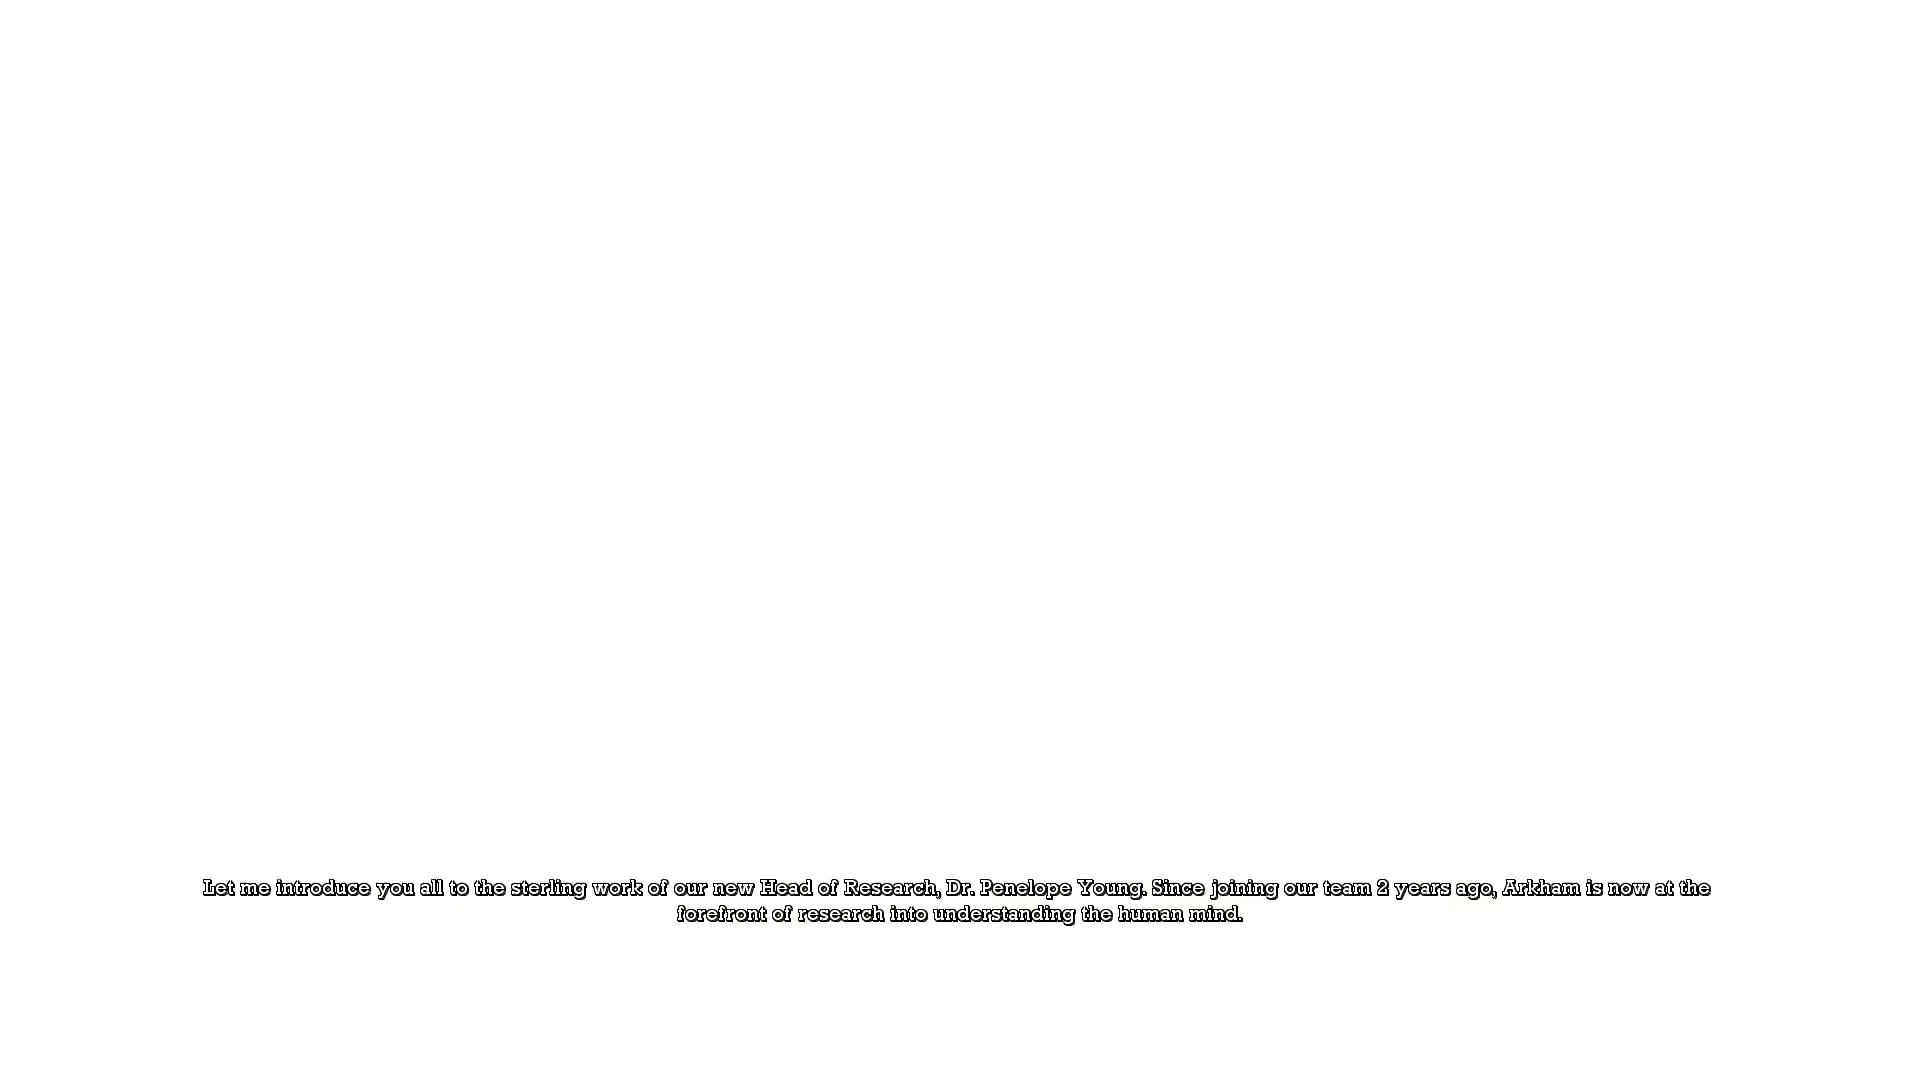 Let me introduce you all to the sterling work of our new Head of Research, Dr. Penelope Young. Since joining our team 2 years ago, Arkham is now at the
forefront of research into understanding the human mind.